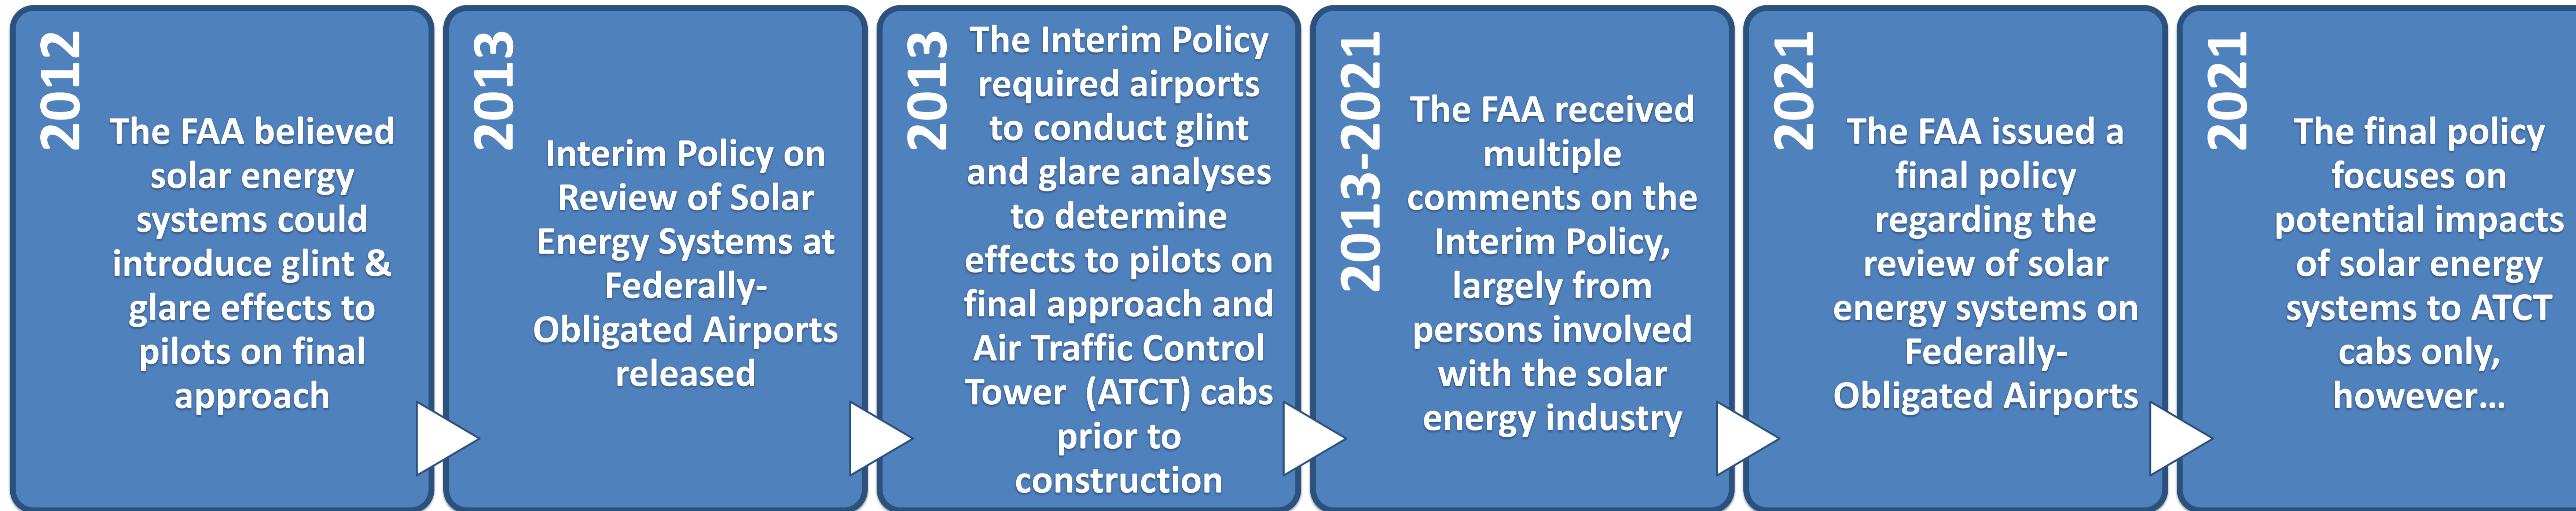 2012
The FAA believed
solar energy
systems could
introduce glint &
glare effects to
pilots on final
approach
2013
Interim Policy on
Review of Solar
Energy Systems at
Federally-
Obligated Airports
released
2013
The Interim Policy
required airports
to conduct glint
and glare analyses
to determine
effects to pilots on
final approach and
Air Traffic Control
Tower  (ATCT) cabs
prior to
construction
2013-2021
The FAA received
multiple
comments on the
Interim Policy,
largely from
persons involved
with the solar
energy industry
2021
The FAA issued a
final policy
regarding the
review of solar
energy systems on
Federally-
Obligated Airports
2021
The final policy
focuses on
potential impacts
of solar energy
systems to ATCT
cabs only,
however…